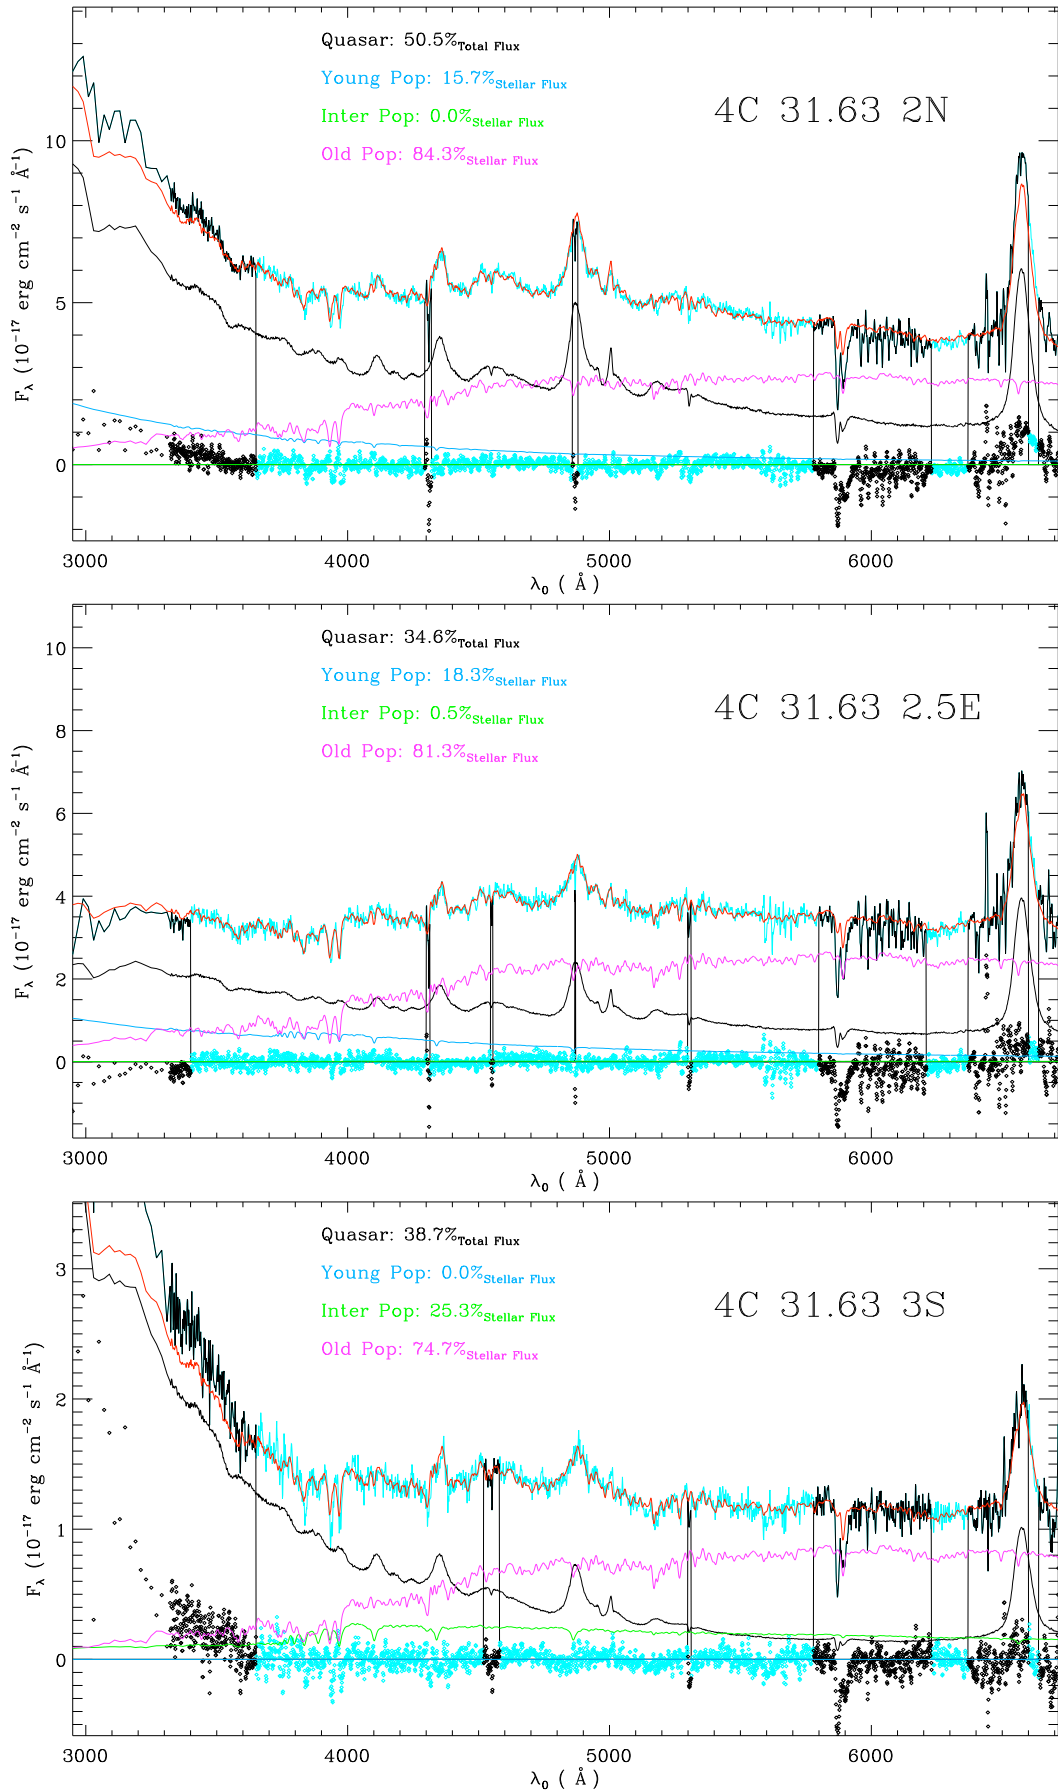 Quasar: 50.5%Total Flux
Young Pop: 15.7%Stellar Flux
Inter Pop: 0.0%Stellar Flux
Old Pop: 84.3%Stellar Flux
4C 31.63 2N
10
5
0
Fλ (10−17 erg cm−2 s−1 Å−1)
3000 4000 5000 6000
λ0 ( Å )
Quasar: 34.6%Total Flux
Young Pop: 18.3%Stellar Flux
Inter Pop: 0.5%Stellar Flux
Old Pop: 81.3%Stellar Flux
4C 31.63 2.5E
10
8
6
4
2
0
Fλ (10−17 erg cm−2 s−1 Å−1)
3000 4000 5000 6000
λ0 ( Å )
Quasar: 38.7%Total Flux
Young Pop: 0.0%Stellar Flux
Inter Pop: 25.3%Stellar Flux
Old Pop: 74.7%Stellar Flux
4C 31.63 3S
3
2
1
0
Fλ (10−17 erg cm−2 s−1 Å−1)
3000 4000 5000 6000
λ0 ( Å )